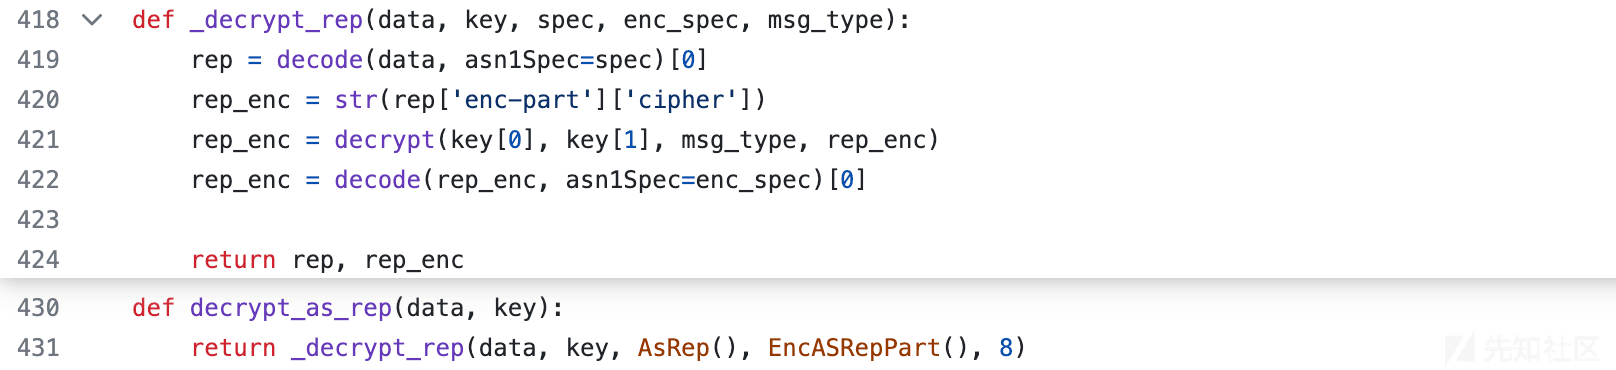 418 def _decrypt_rep(data, key, spec, enc_spec, msg_type):
419 rep = decode(data, asn1Spec=spec)[0]
420 rep_enc = str(rep['enc-part']['cipher'])
421 rep_enc = decrypt(key[0], key[1], msg_type, rep_enc)
422 rep_enc = decode(rep_enc, asn1Spec=enc_spec)[0]
423
424 return rep, rep_enc
430 def decrypt_as_rep(data, key):
431 return _decrypt_rep(data, key, AsRep(), EncASRepPart(), 8)
先知社区